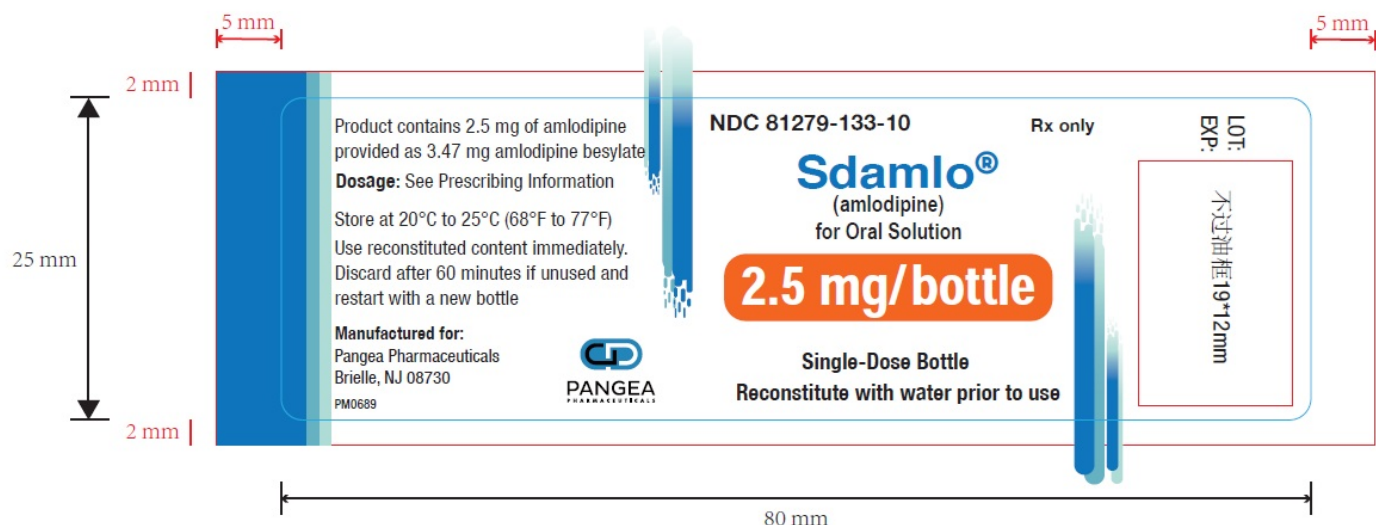 5 mm
5 mm
2 mm
25 mm
2 mm
80 mm
Product contains 2.5 mg of amlodipine
provided as 3.47 mg amlodipine besylate
Dosage: See Prescribing Information
Store at 20°C to 25°C (68°F to 77°F)
Use reconstituted content immediately.
Discard after 60 minutes if unused and
restart with a new bottle
Manufactured for:
Pangea Pharmaceuticals
Brielle, NJ 08730
PM0689
PANGEA
PHARMACEUTICALS
NDC 81279-133-10
Rx only
Sdamlo®
(amlodipine)
for Oral Solution
2.5 mg/bottle
Single-Dose Bottle
Reconstitute with water prior to use
LOT:
EXP:
不过油框19*12mm